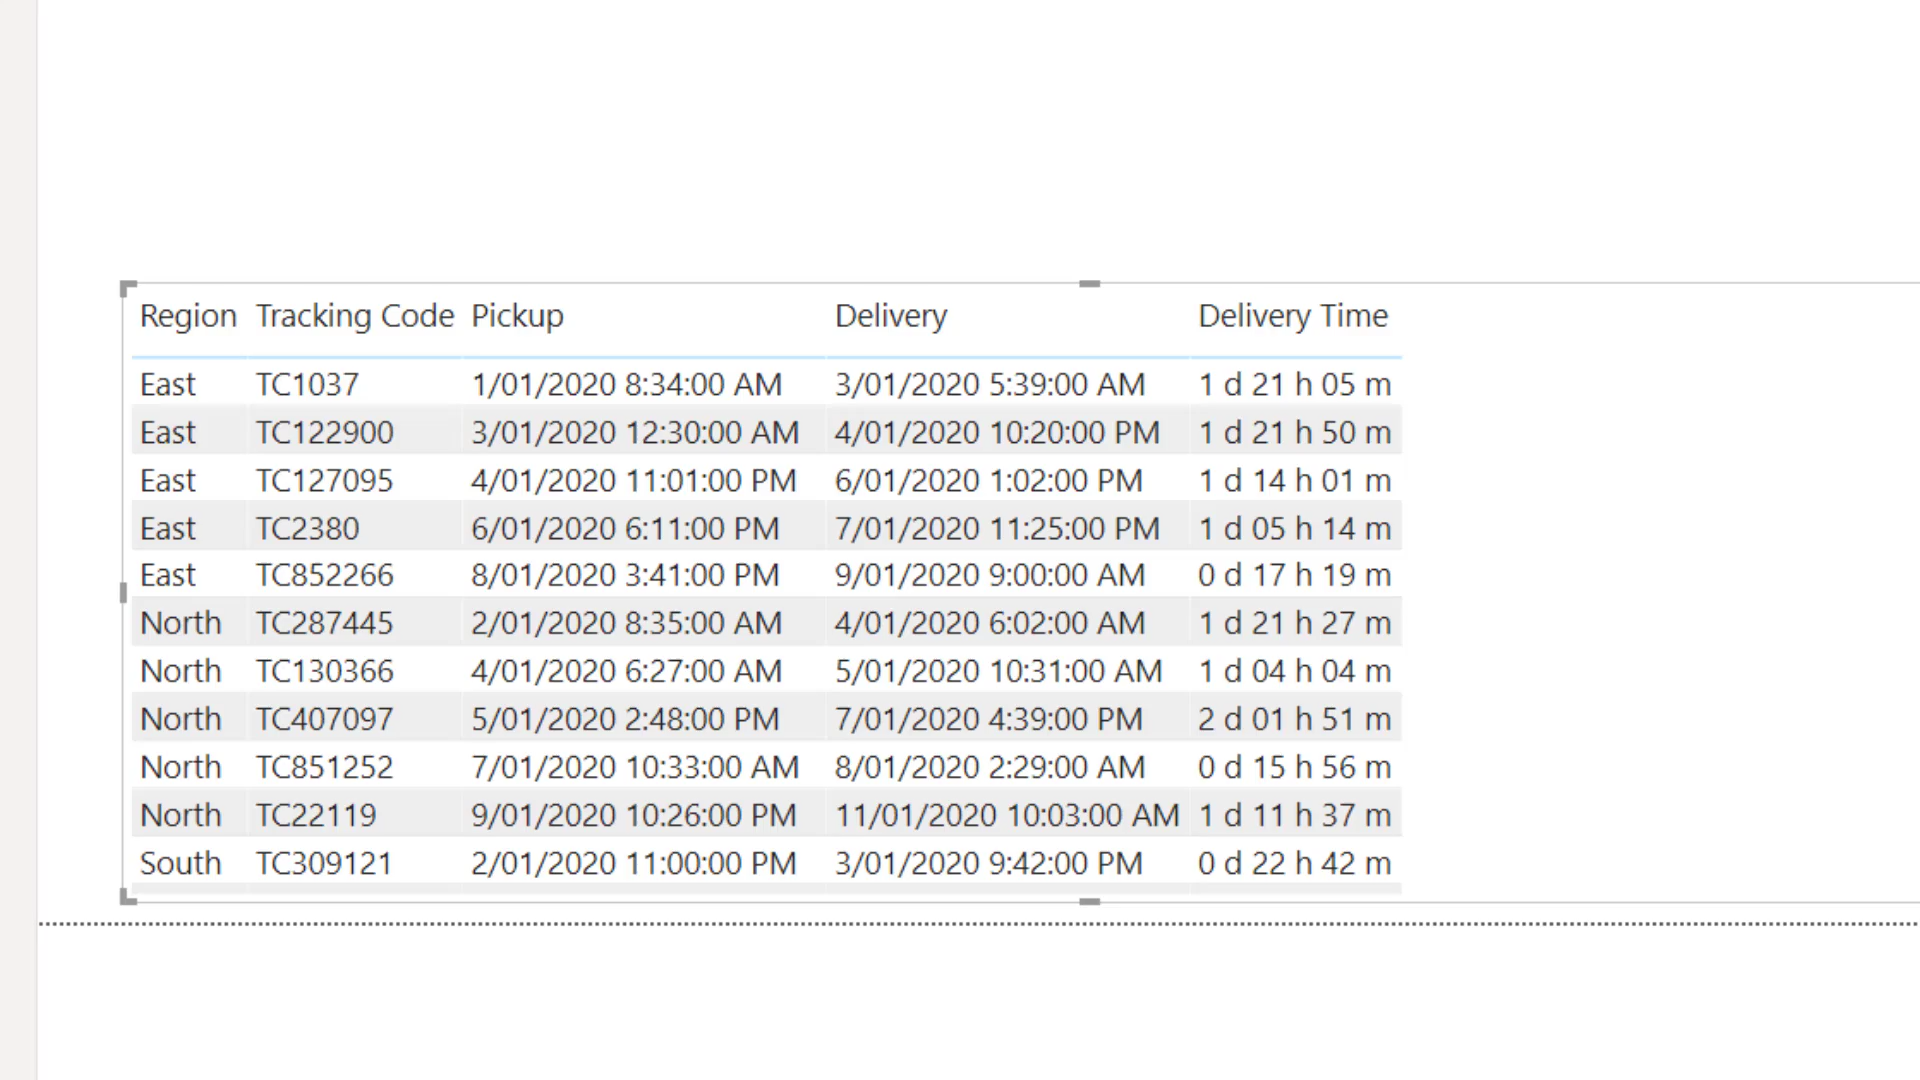 Region Tracking Code Pickup Delivery Delivery Time
East TC1037 1/01/2020 8:34:00 AM 3/01/2020 5:39:00 AM 1 d 21 h 05 m
East TC122900 3/01/2020 12:30:00 AM 4/01/2020 10:20:00 PM 1 d 21 h 50 m
East TC127095 4/01/2020 11:01:00 PM 6/01/2020 1:02:00 PM 1 d 14 h 01 m
East TC2380 6/01/2020 6:11:00 PM 7/01/2020 11:25:00 PM 1 d 05 h 14 m
East TC852266 8/01/2020 3:41:00 PM 9/01/2020 9:00:00 AM 0 d 17 h 19 m
North TC287445 2/01/2020 8:35:00 AM 4/01/2020 6:02:00 AM 1 d 21 h 27 m
North TC130366 4/01/2020 6:27:00 AM 5/01/2020 10:31:00 AM 1 d 04 h 04 m
North TC407097 5/01/2020 2:48:00 PM 7/01/2020 4:39:00 PM 2 d 01 h 51 m
North TC851252 7/01/2020 10:33:00 AM 8/01/2020 2:29:00 AM 0 d 15 h 56 m
North TC22119 9/01/2020 10:26:00 PM 11/01/2020 10:03:00 AM 1 d 11 h 37 m
South TC309121 2/01/2020 11:00:00 PM 3/01/2020 9:42:00 PM 0 d 22 h 42 m